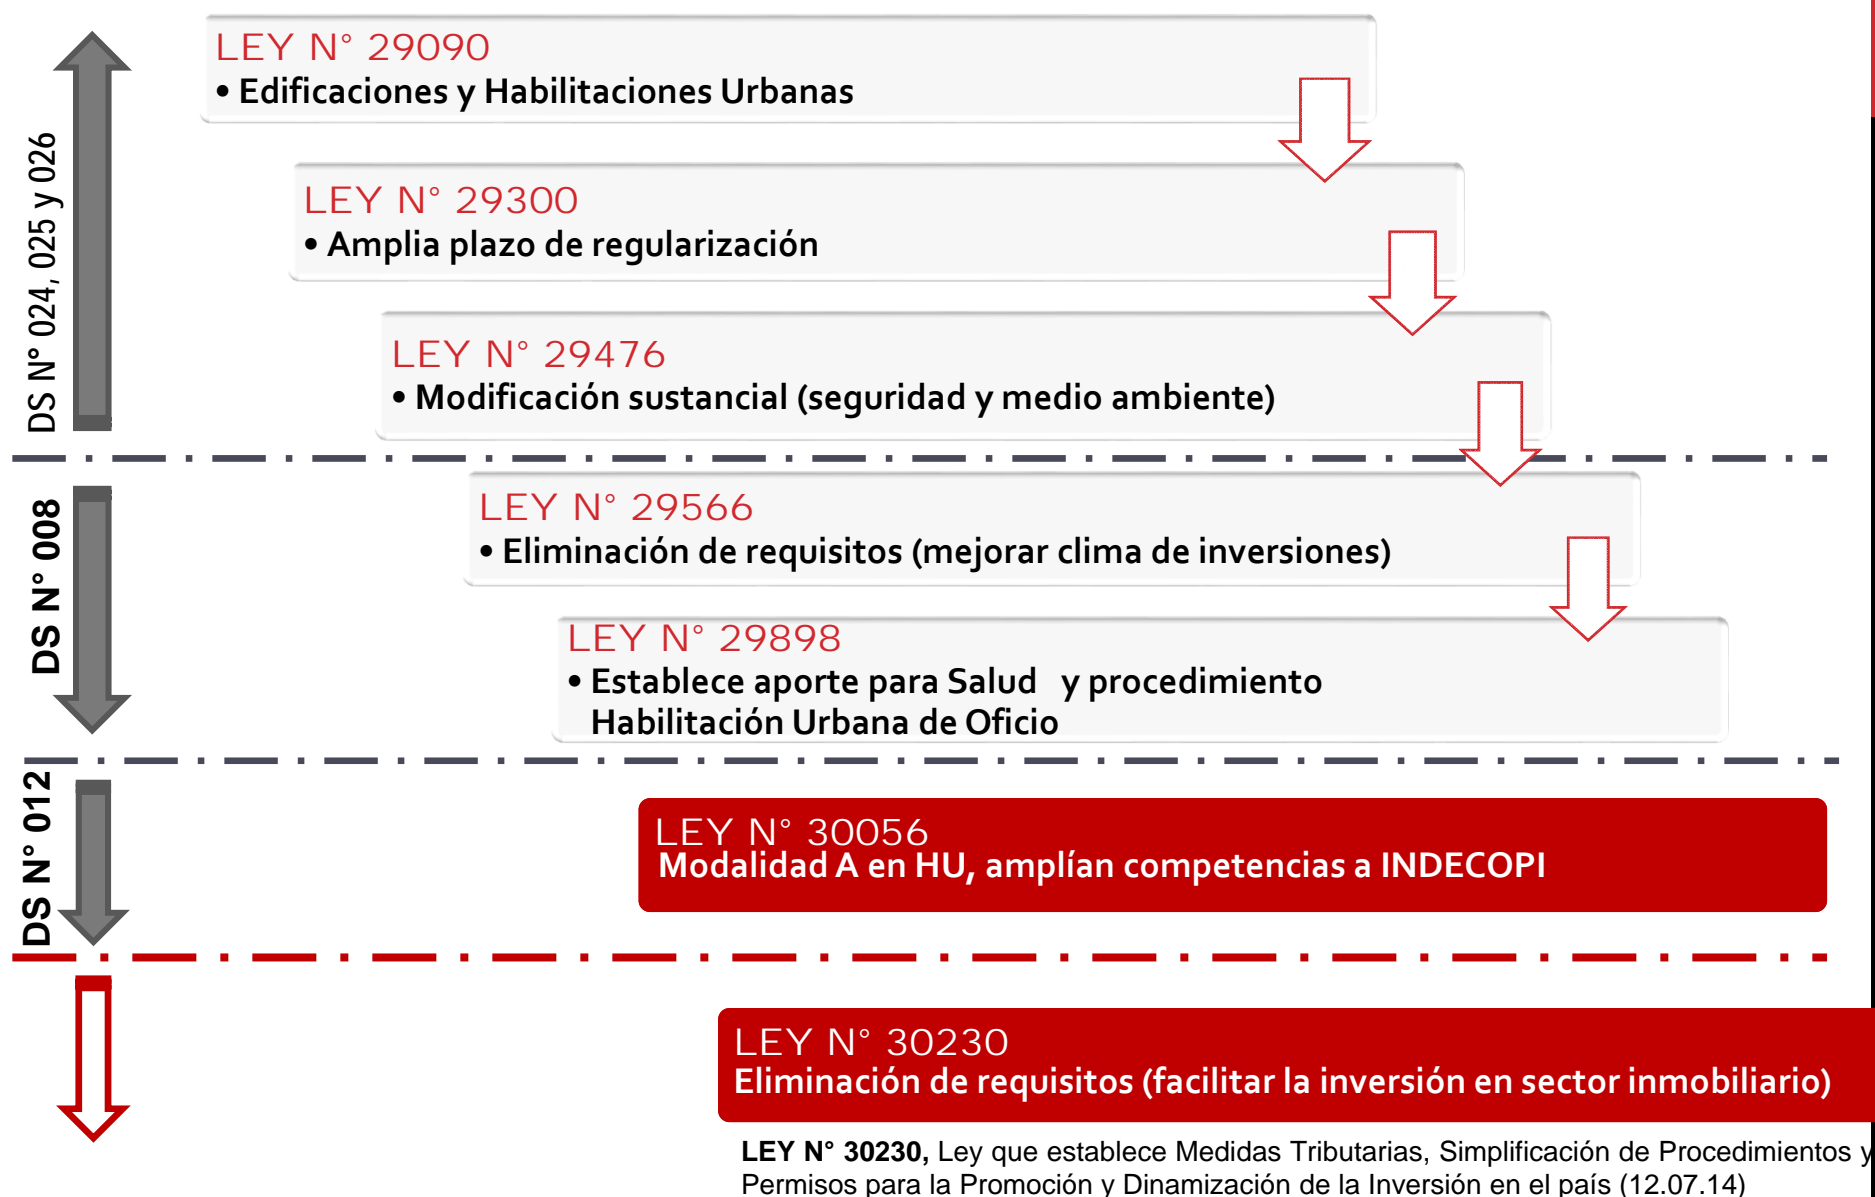 LEY N° 29090
• Edificaciones y Habilitaciones Urbanas
LEY N° 29300
• Amplia plazo de regularización
LEY N° 29476
• Modificación sustancial (seguridad y medio ambiente)
DS N° 024, 025 y 026
LEY N° 29566
• Eliminación de requisitos (mejorar clima de inversiones)
LEY N° 29898
• Establece aporte para Salud y procedimiento
Habilitación Urbana de Oficio
DS N° 008
LEY N° 30056
Modalidad A en HU, amplían competencias a INDECOPI
DS N° 012
LEY N° 30230
Eliminación de requisitos (facilitar la inversión en sector inmobiliario)
LEY N° 30230, Ley que establece Medidas Tributarias, Simplificación de Procedimientos y
Permisos para la Promoción y Dinamización de la Inversión en el país (12.07.14)